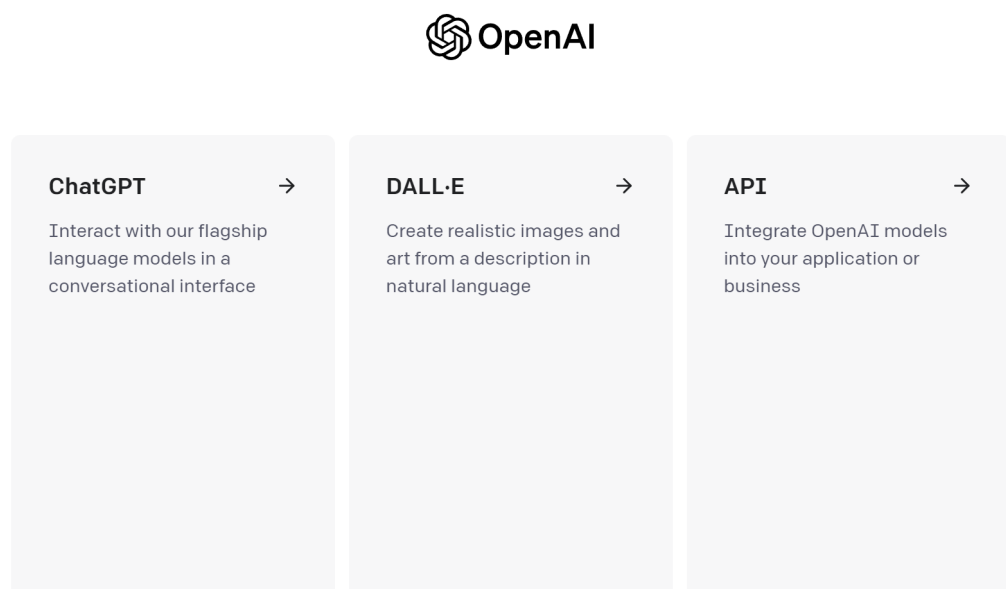 OpenAI
ChatGPT
Interact with our flagship
language models in a
conversational interface
DALL·E
Create realistic images and
art from a description in
natural language
API
Integrate OpenAI models
into your application or
business